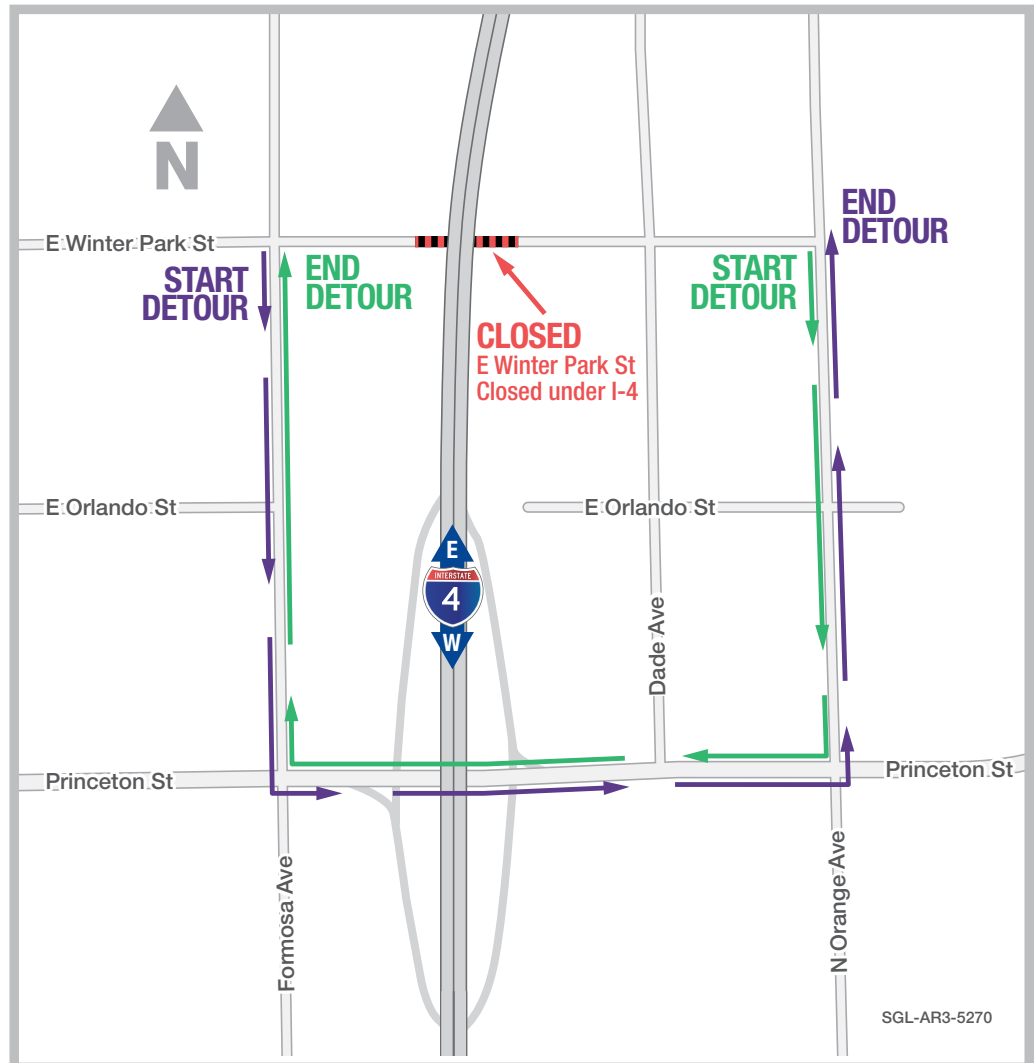 N
E Winter Park St
END
DETOUR
START
DETOUR
END
DETOUR
START
DETOUR
CLOSED
E Winter Park St
Closed under I-4
E Orlando St
E Orlando St
E
INTERSTATE
4
W
Dade Ave
Princeton St
Princeton St
Formosa Ave
N Orange Ave
SGL-AR3-5270